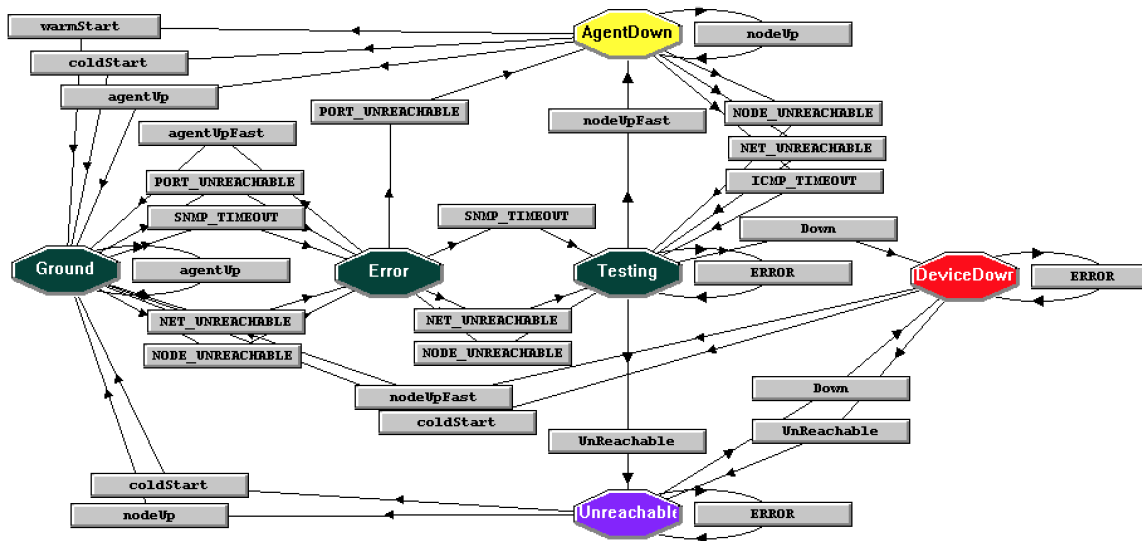 warmStart
AgentDown
nodeUp
coldStart
agentUp
PORT_UNREACHABLE
nodeUpFast
NODE_UNREACHABLE
agentUpFast
NET_UNREACHABLE
PORT_UNREACHABLE
ICMP_TIMEOUT
SNMP_TIMEOUT
SNMP_TIMEOUT
Down
Ground
agentUp
Error
Testing
ERROR
DeviceDowr
ERROR
NET_UNREACHABLE
NET_UNREACHABLE
NODE_UNREACHABLE
NODE_UNREACHABLE
nodeUpFast
Down
coldStart
UnReachable
UnReachable
coldStart
nodeUp
Unreachable
ERROR